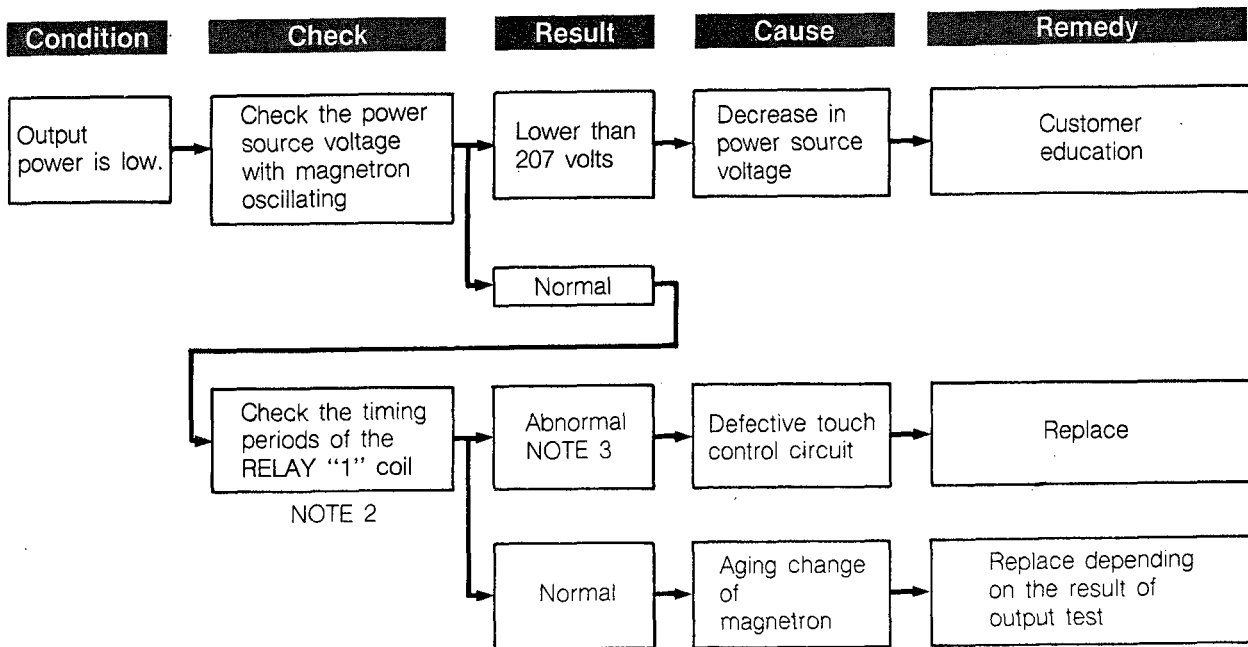 Condition
Check
Result
Cause
Remedy
Output
power is low.
Check the power
source voltage
with magnetron
oscillating
Lower than
207 volts
Decrease in
power source
voltage
Customer
education
Normal
Check the timing
periods of the
RELAY “1” coil
NOTE 2
Abnormal
NOTE 3
Defective touch
control circuit
Replace
Normal
Aging change
of
magnetron
Replace depending
on the result of
output test